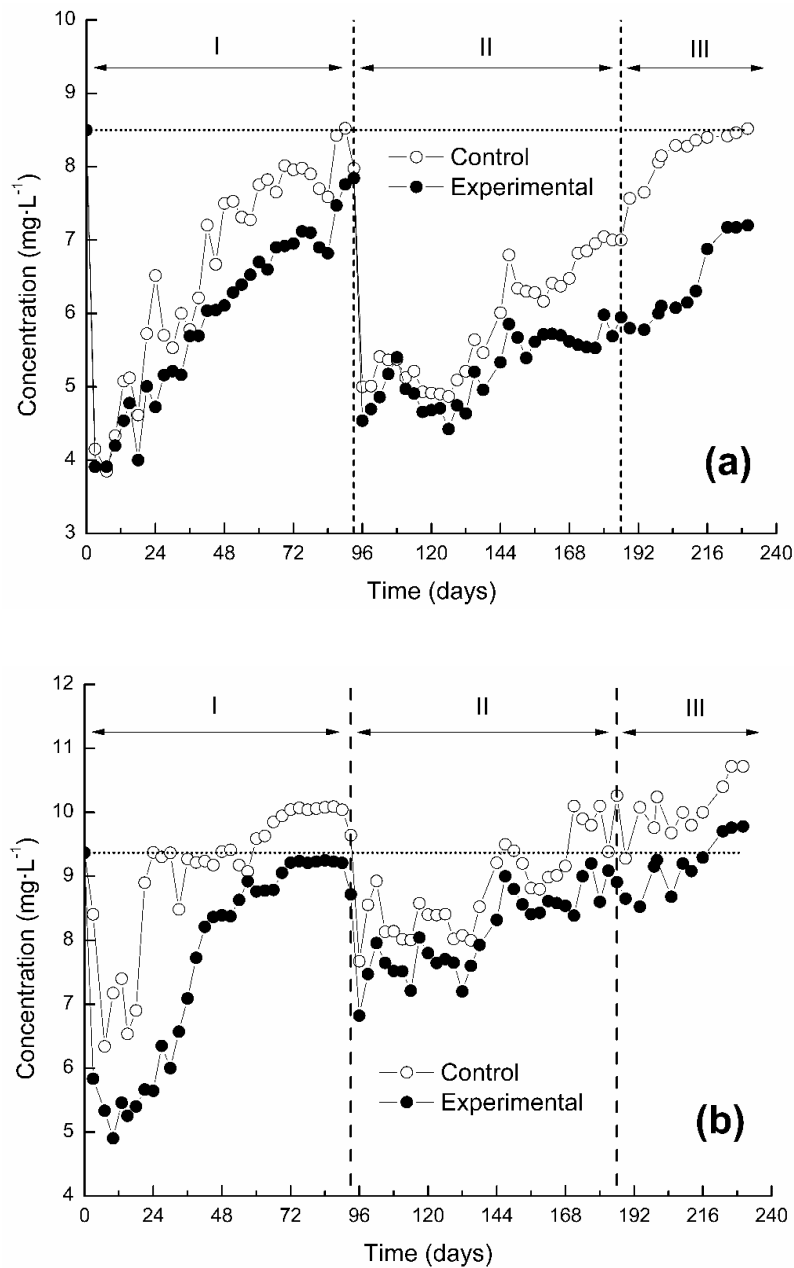 10
I
II
III
9
8
Control
Experimental
7
6
5
4
(a)
3
0 24 48 72 96 120 144 168 192 216 240
Concentration (mg·L⁻¹)
Time (days)
12
I
II
III
11
10
9
8
7
6
Control
Experimental
5
(b)
4
0 24 48 72 96 120 144 168 192 216 240
Concentration (mg·L⁻¹)
Time (days)